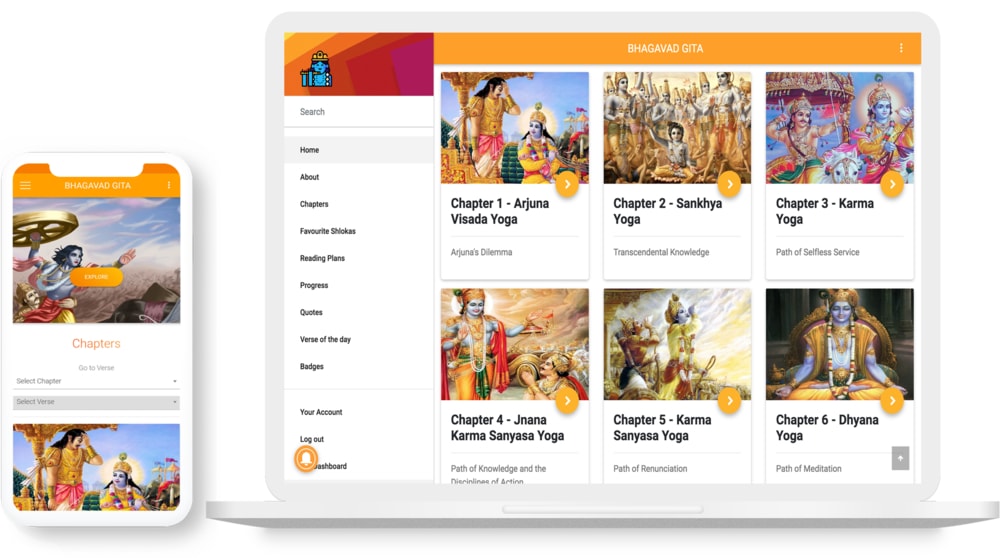 BHAGAVAD GITA
EXPLORE
Chapters
Go to Verse
Select Chapter
Select Verse
Search
Home
About
Chapters
Favourite Shlokas
Reading Plans
Progress
Quotes
Verse of the day
Badges
Your Account
Log out
BHAGAVAD GITA
Chapter 1 - Arjuna
Visada Yoga
Arjuna's Dilemma
Chapter 2 - Sankhya
Yoga
Transcendental Knowledge
Chapter 3 - Karma
Yoga
Path of Selfless Service
Chapter 4 - Jnana
Karma Sanyasa Yoga
Path of Knowledge and the
Disciplines of Action
Chapter 5 - Karma
Sanyasa Yoga
Path of Renunciation
Chapter 6 - Dhyana
Yoga
Path of Meditation